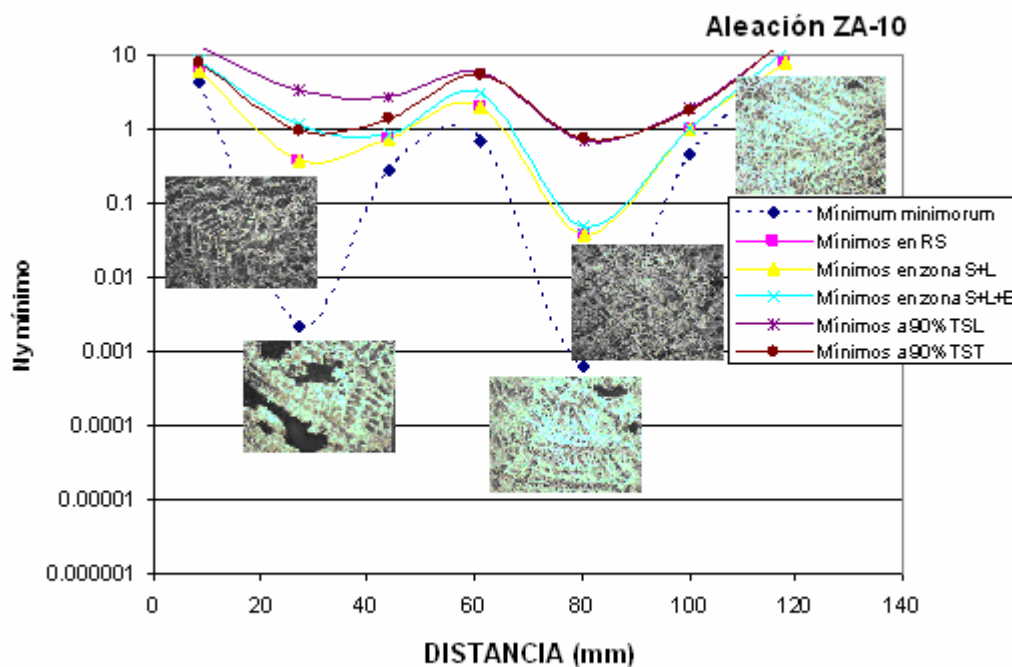 Aleación ZA-10
Ny mínimo
10
1
0.1
0.01
0.001
0.0001
0.00001
0.000001
0
20
40
60
80
100
120
140
DISTANCIA (mm)
Mínimum minimorum
Mínimos en RS
Mínimos en zona S+L
Mínimos en zona S+L+E
Mínimos a 90% TSL
Mínimos a 90% TST